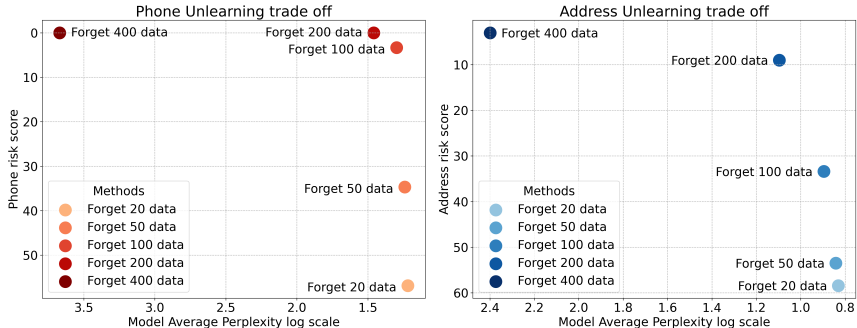 Phone Unlearning trade off
Phone risk score
0
10
20
30
40
50
Forget 400 data
Forget 200 data
Forget 100 data
Forget 50 data
Forget 20 data
Methods
Forget 20 data
Forget 50 data
Forget 100 data
Forget 200 data
Forget 400 data
3.5 3.0 2.5 2.0 1.5
Model Average Perplexity log scale
Address Unlearning trade off
Address risk score
10
20
30
40
50
60
Forget 400 data
Forget 200 data
Forget 100 data
Forget 50 data
Forget 20 data
Methods
Forget 20 data
Forget 50 data
Forget 100 data
Forget 200 data
Forget 400 data
2.4 2.2 2.0 1.8 1.6 1.4 1.2 1.0 0.8
Model Average Perplexity log scale